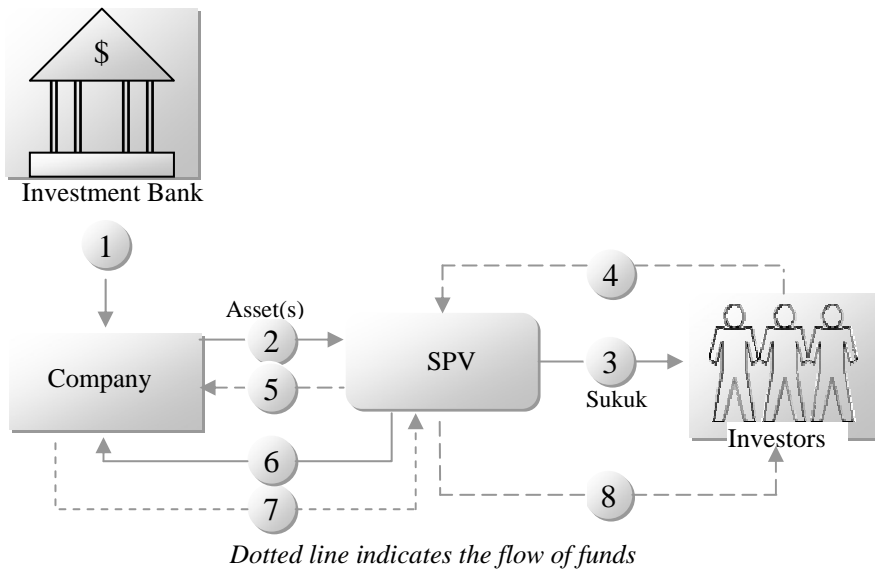 $
Investment Bank
1
4
Asset(s)
2
3
Company
SPV
5
Sukuk
Investors
6
7
8
Dotted line indicates the flow of funds